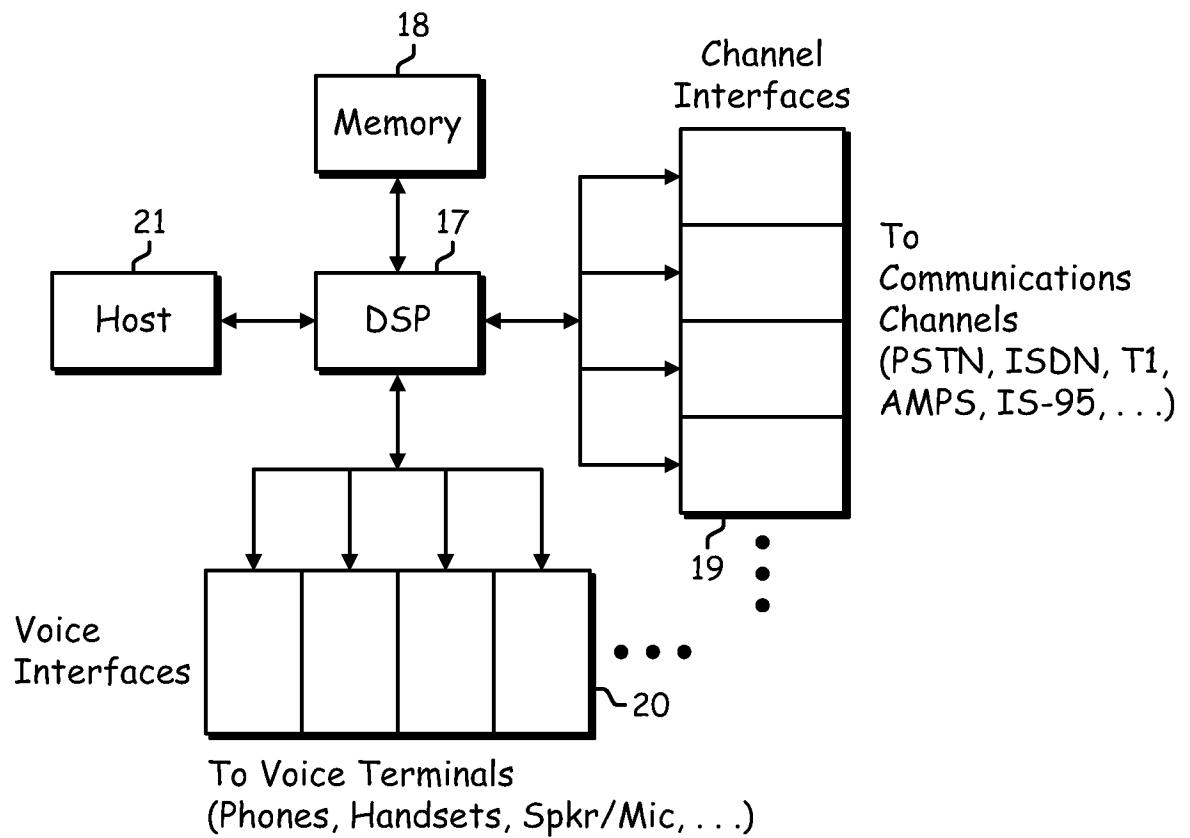 18
Memory
Channel
Interfaces
21
Host
17
DSP
To
Communications
Channels
(PSTN, ISDN, T1,
AMPS, IS-95, . . .)
19
Voice
Interfaces
20
To Voice Terminals
(Phones, Handsets, Spkr/Mic, . . .)